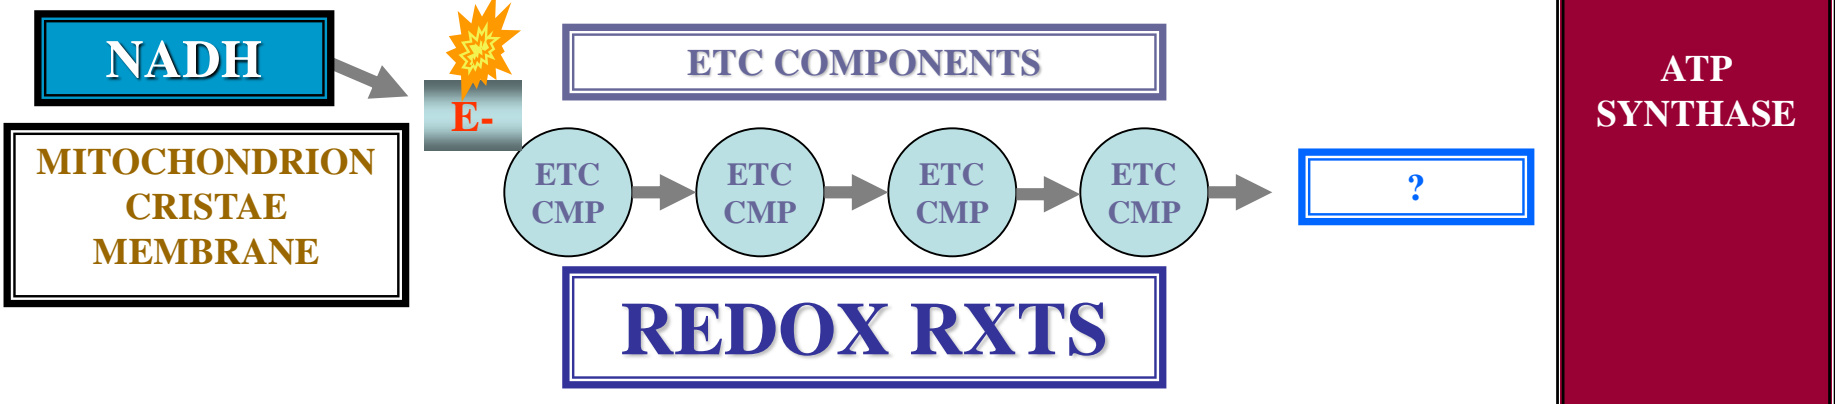 NADH
E-
ETC COMPONENTS
ATP
SYNTHASE
MITOCHONDRION
CRISTAE
MEMBRANE
ETC
CMP
ETC
CMP
ETC
CMP
ETC
CMP
?
REDOX RXTS